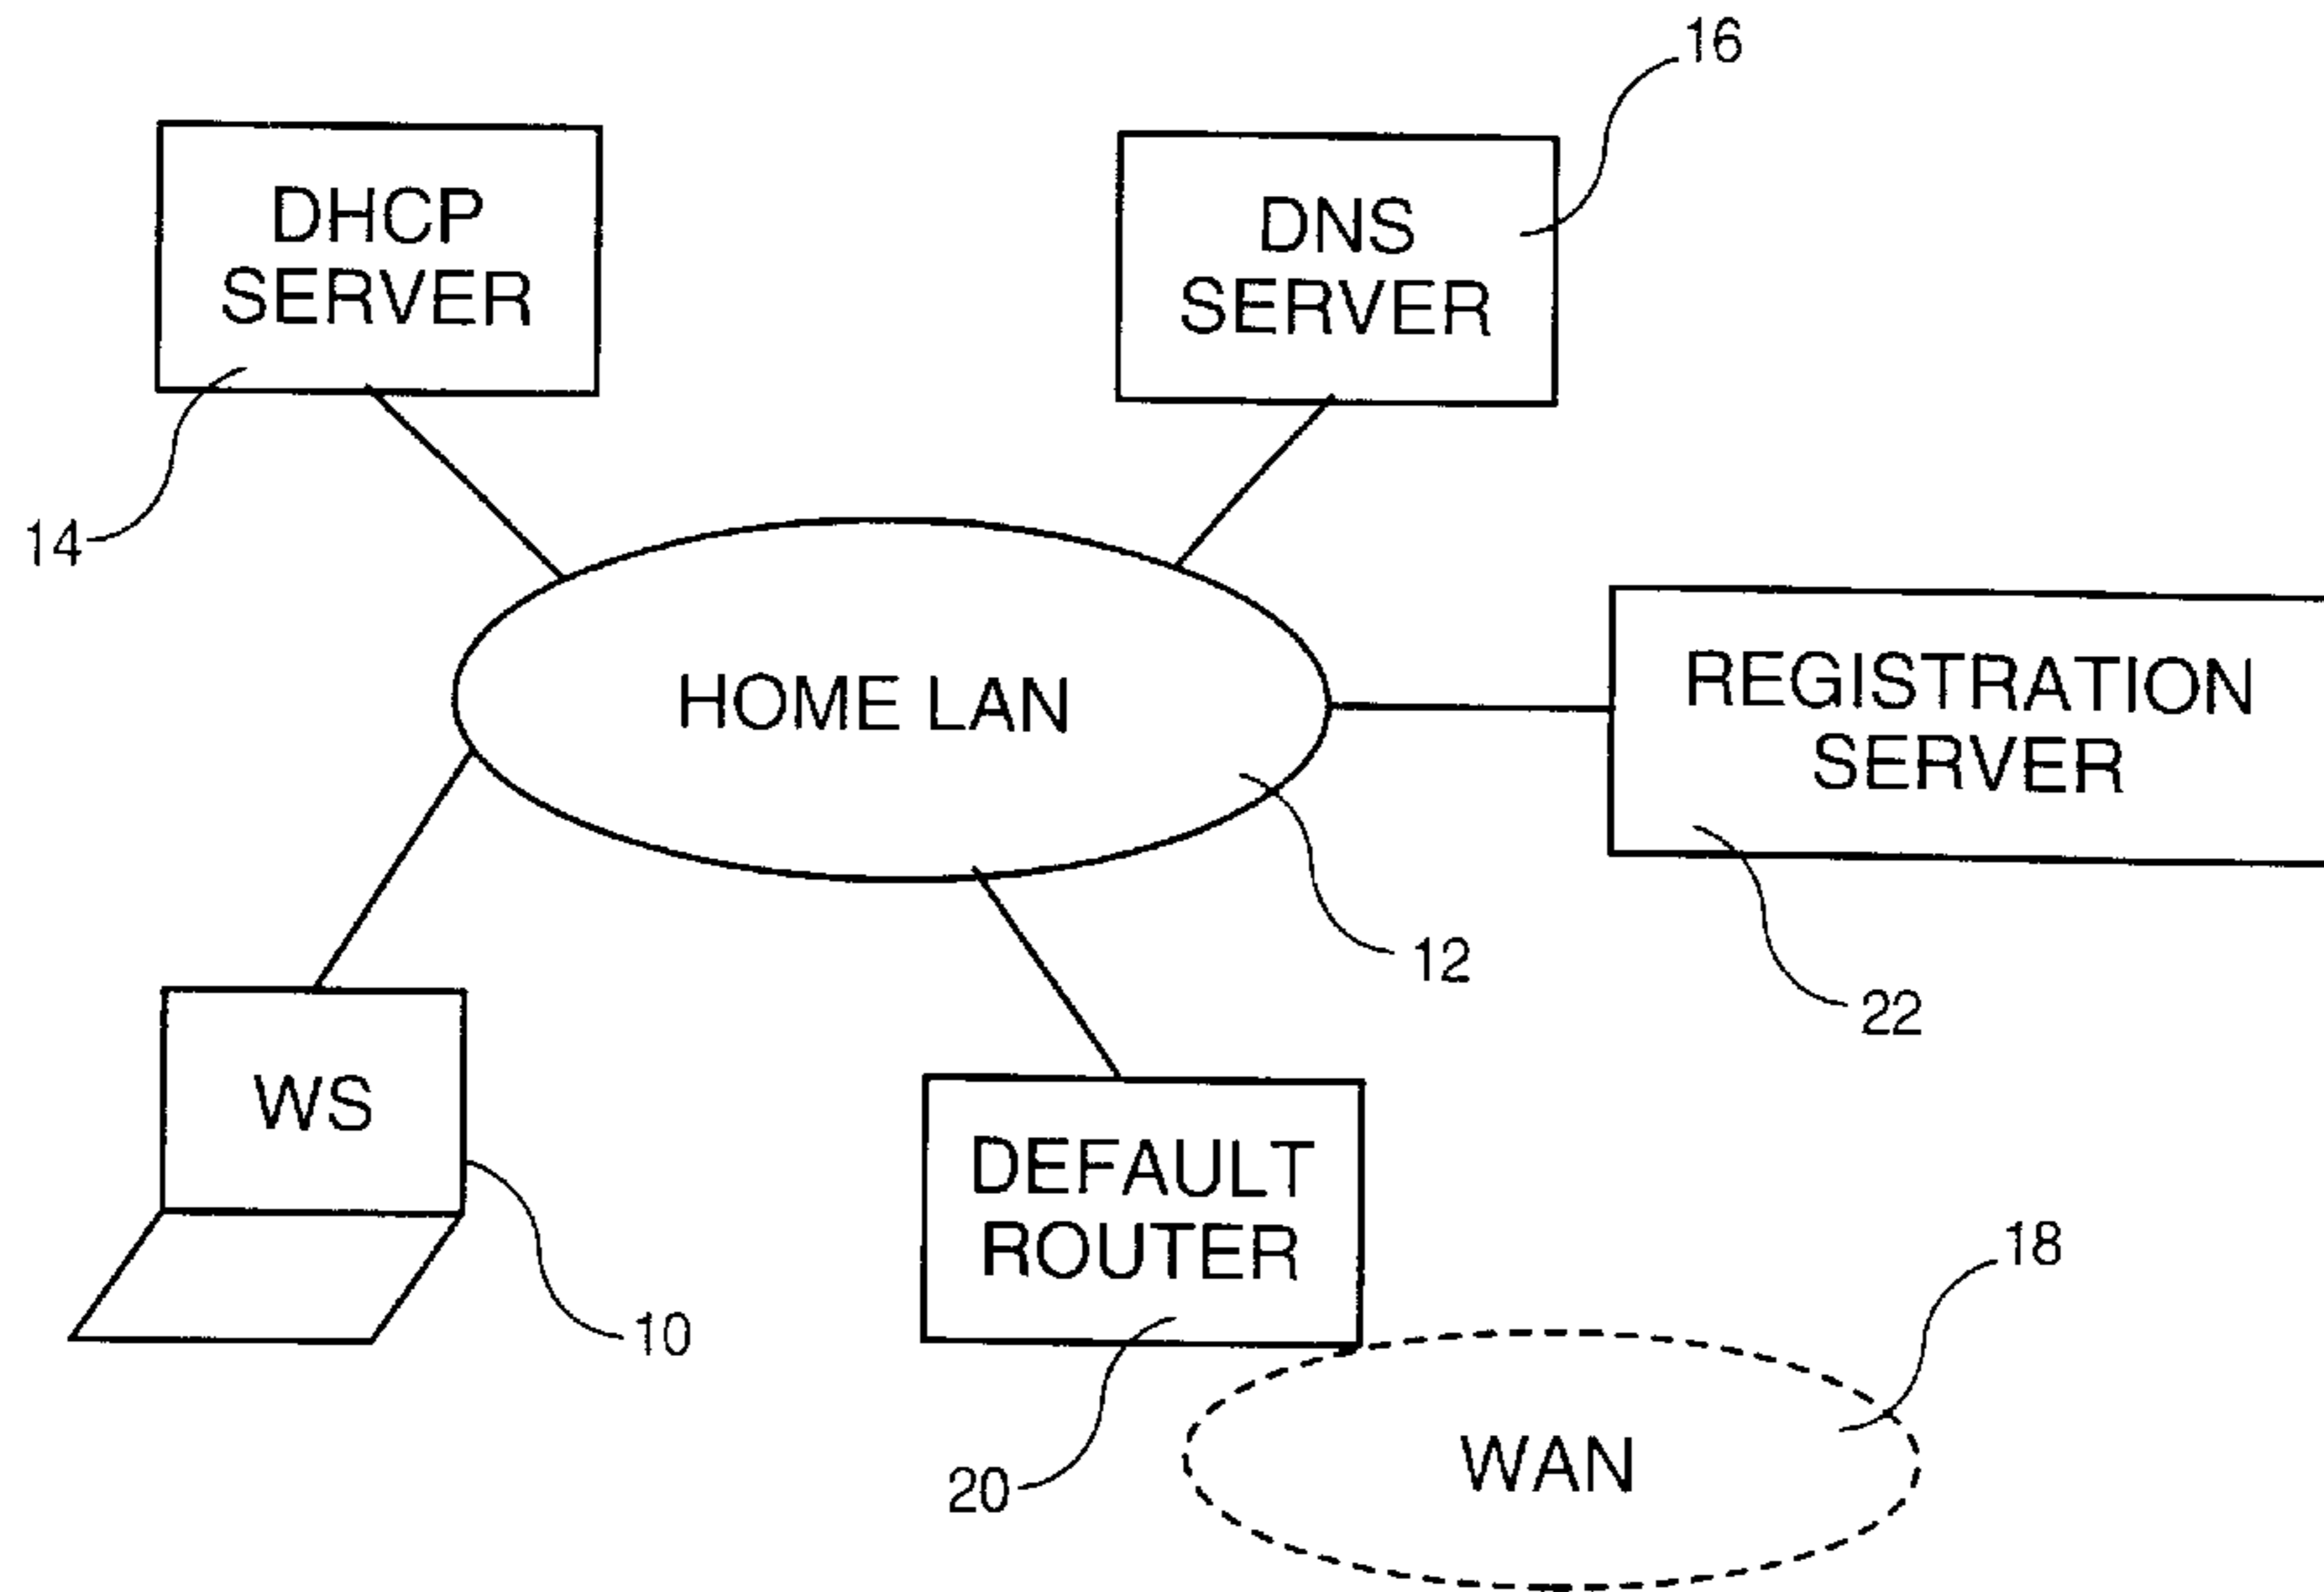 16
DHCP
SERVER
DNS
SERVER
14
HOME LAN
REGISTRATION
SERVER
12
22
WS
DEFAULT
ROUTER
10
18
20
WAN